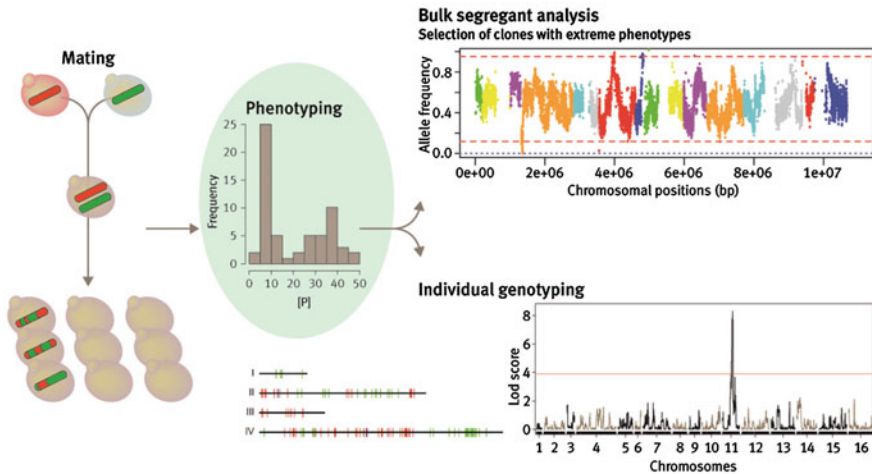 Mating
Phenotyping
Frequency
25
20
15
10
5
0
0 10 20 30 40 50
[P]
I
II
III
IV
Bulk segregant analysis
Selection of clones with extreme phenotypes
Allele frequency
0.8
0.4
0.0
0e+00 2e+06 4e+06 6e+06 8e+06 1e+07
Chromosomal positions (bp)
Individual genotyping
Lod score
8
6
4
2
0
1 2 3 4 5 6 7 8 9 10 11 12 13 14 15 16
Chromosomes